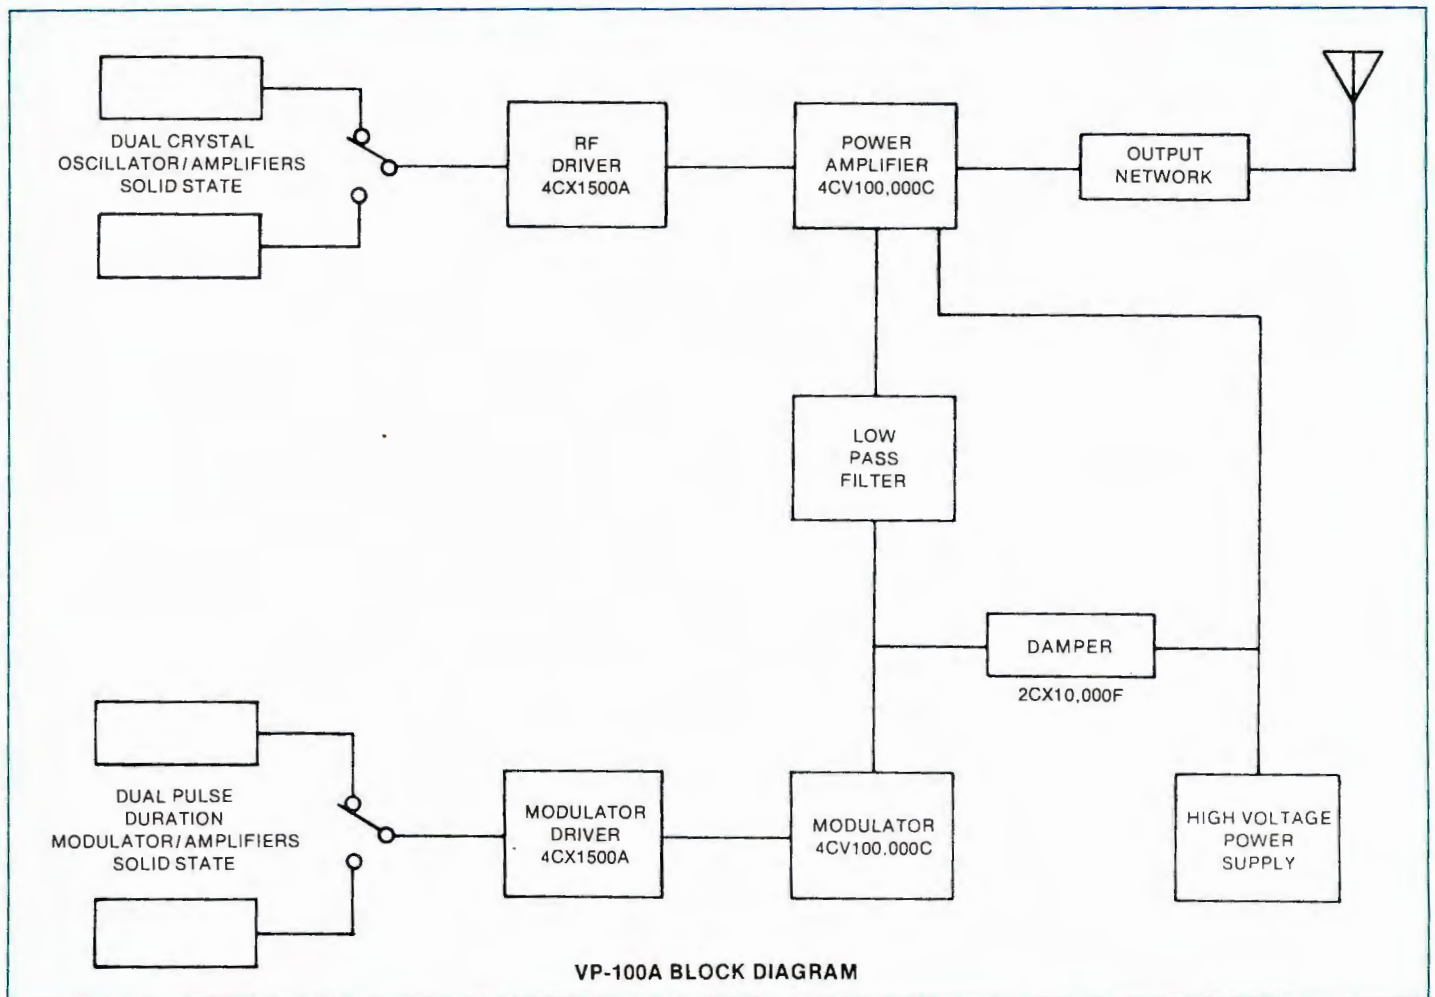 DUAL CRYSTAL
OSCILLATOR/AMPLIFIERS
SOLID STATE
RF
DRIVER
4CX1500A
POWER
AMPLIFIER
4CV100,000C
OUTPUT
NETWORK
LOW
PASS
FILTER
DAMPER
2CX10,000F
DUAL PULSE
DURATION
MODULATOR/AMPLIFIERS
SOLID STATE
MODULATOR
DRIVER
4CX1500A
MODULATOR
4CV100,000C
HIGH VOLTAGE
POWER
SUPPLY
VP-100A BLOCK DIAGRAM